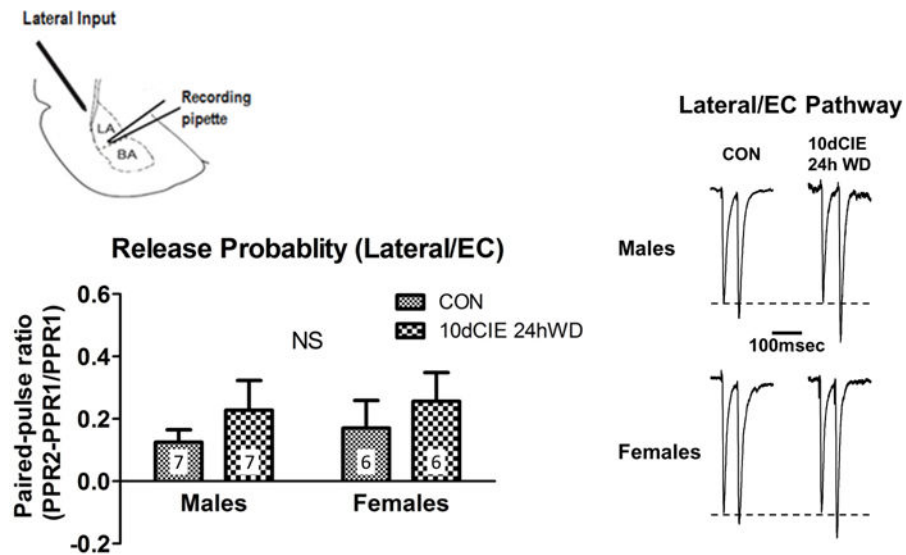 Lateral Input
Recording
pipette
LA
BA
Release Probablity (Lateral/EC)
Paired-pulse ratio
(PPR2-PPR1/PPR1)
0.6
0.4
0.2
0.0
-0.2
CON
10dCIE 24hWD
NS
7
7
6
6
Males
Females
Lateral/EC Pathway
CON
10dCIE
24h WD
Males
100msec
Females